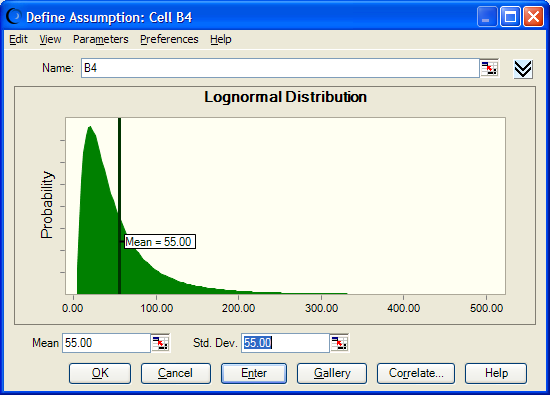 Define Assumption: Cell B4
Edit View Parameters Preferences Help
Name: B4
Lognormal Distribution
Probability
Mean = 55.00
0.00 100.00 200.00 300.00 400.00 500.00
Mean 55.00 Std. Dev. 55.00
OK Cancel Enter Gallery Correlate... Help